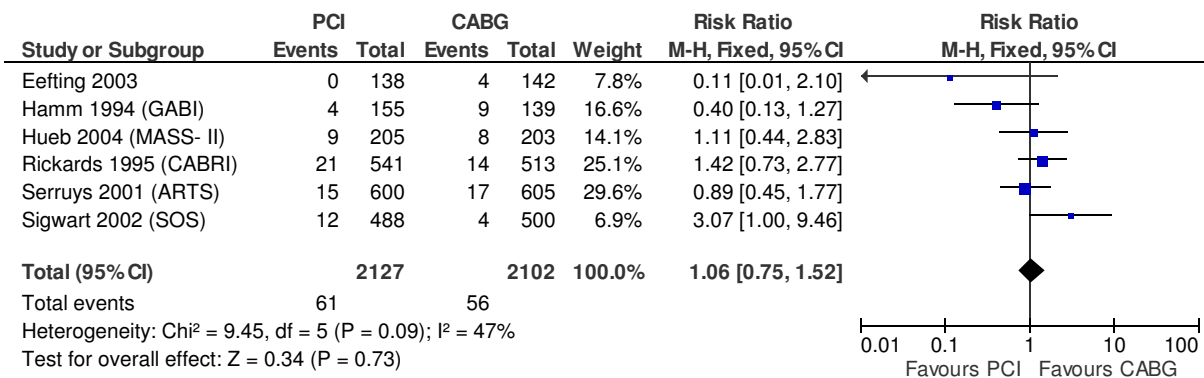 PCI CABG Risk Ratio Risk Ratio
Study or Subgroup Events Total Events Total Weight M-H, Fixed, 95% CI M-H, Fixed, 95% CI
Eefting 2003 0 138 4 142 7.8% 0.11 [0.01, 2.10]
Hamm 1994 (GABI) 4 155 9 139 16.6% 0.40 [0.13, 1.27]
Hueb 2004 (MASS- II) 9 205 8 203 14.1% 1.11 [0.44, 2.83]
Rickards 1995 (CABRI) 21 541 14 513 25.1% 1.42 [0.73, 2.77]
Serruys 2001 (ARTS) 15 600 17 605 29.6% 0.89 [0.45, 1.77]
Sigwart 2002 (SOS) 12 488 4 500 6.9% 3.07 [1.00, 9.46]
Total (95% CI) 2127 2102 100.0% 1.06 [0.75, 1.52]
Total events 61 56
Heterogeneity: Chi² = 9.45, df = 5 (P = 0.09); I² = 47%
Test for overall effect: Z = 0.34 (P = 0.73)
0.01 0.1 1 10 100
Favours PCI Favours CABG